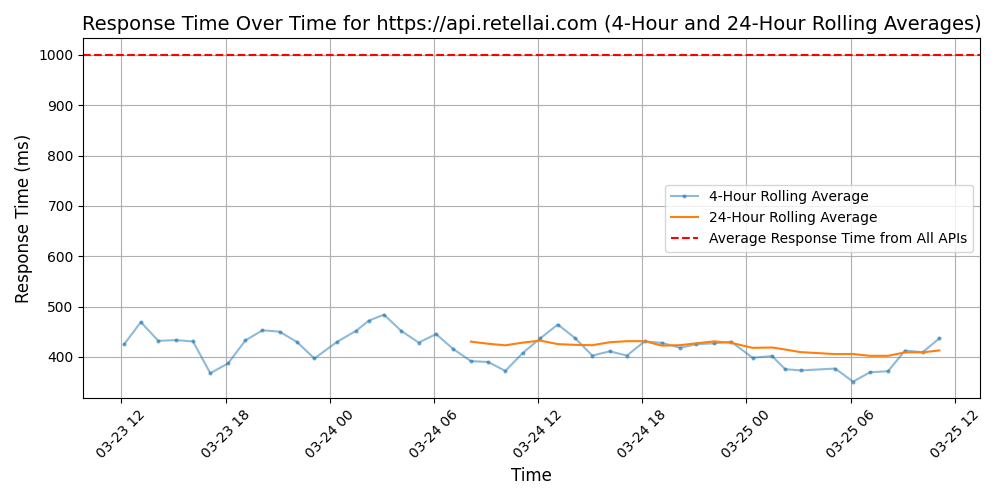 Response Time Over Time for https://api.retellai.com (4-Hour and 24-Hour Rolling Averages)
Response Time (ms)
1000
900
800
700
600
500
400
4-Hour Rolling Average
24-Hour Rolling Average
Average Response Time from All APIs
03-23 12
03-23 18
03-24 00
03-24 06
03-24 12
03-24 18
03-25 00
03-25 06
03-25 12
Time